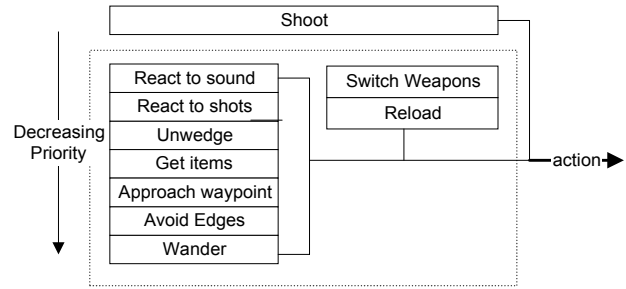 Shoot
Decreasing
Priority
React to sound
React to shots
Unwedge
Get items
Approach waypoint
Avoid Edges
Wander
Switch Weapons
Reload
action